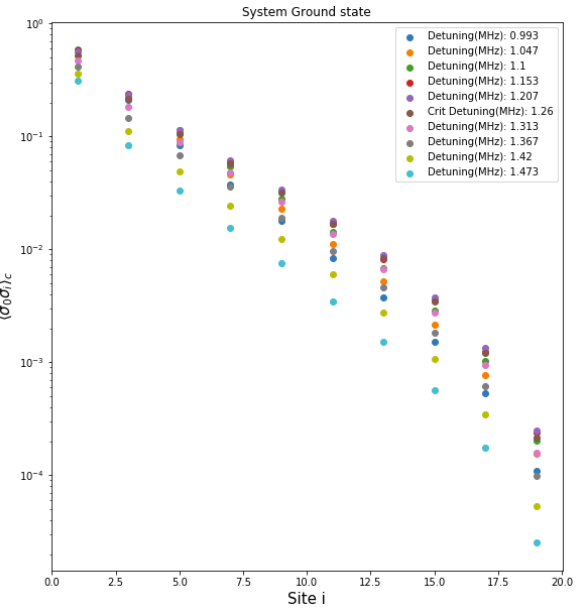 System Ground state
10⁰
10⁻¹
10⁻²
10⁻³
10⁻⁴
⟨σ₀σᵢ⟩c
Detuning(MHz): 0.993
Detuning(MHz): 1.047
Detuning(MHz): 1.1
Detuning(MHz): 1.153
Detuning(MHz): 1.207
Crit Detuning(MHz): 1.26
Detuning(MHz): 1.313
Detuning(MHz): 1.367
Detuning(MHz): 1.42
Detuning(MHz): 1.473
0.0 2.5 5.0 7.5 10.0 12.5 15.0 17.5 20.0
Site i